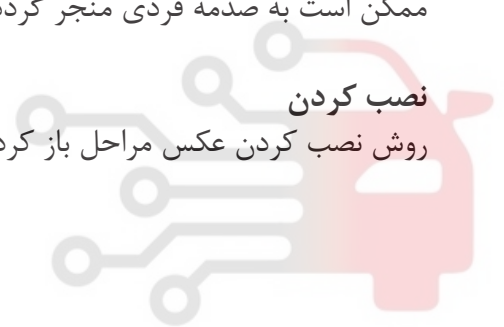 ممکن است به صدمه فردی منجر گردد
نصب کردن
روش نصب کردن عکس مراحل باز کرد